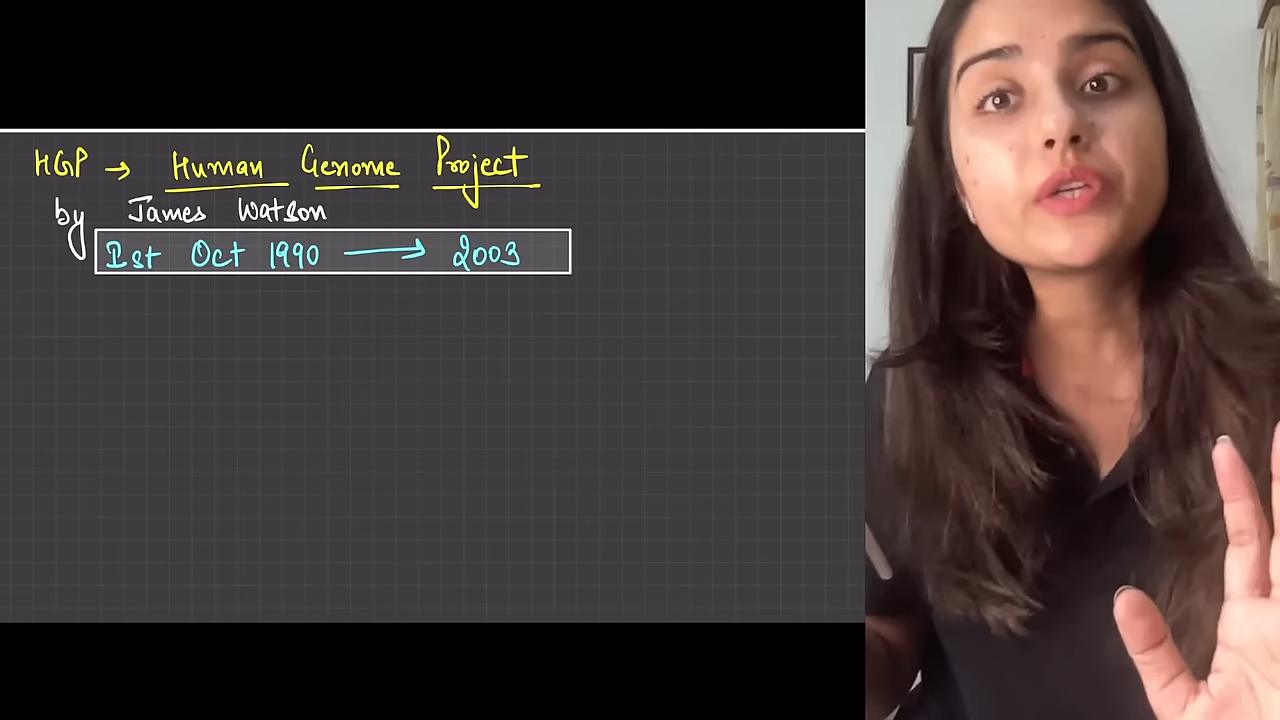 HGP → Human Genome Project
by James Watson
1st Oct 1990 → 2003